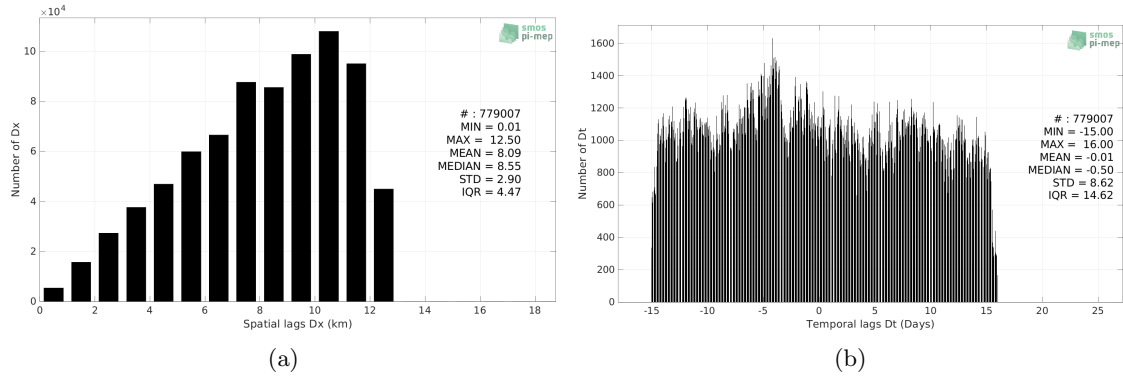 ×10⁴
10
8
6
4
2
0
Number of Dx
0 2 4 6 8 10 12 14 16 18
Spatial lags Dx (km)
smos
pi-mep
# : 779007
MIN = 0.01
MAX = 12.50
MEAN = 8.09
MEDIAN = 8.55
STD = 2.90
IQR = 4.47
(a)
1600
1400
1200
1000
800
600
400
200
0
Number of Dt
-15 -10 -5 0 5 10 15 20 25
Temporal lags Dt (Days)
smos
pi-mep
# : 779007
MIN = -15.00
MAX = 16.00
MEAN = -0.01
MEDIAN = -0.50
STD = 8.62
IQR = 14.62
(b)